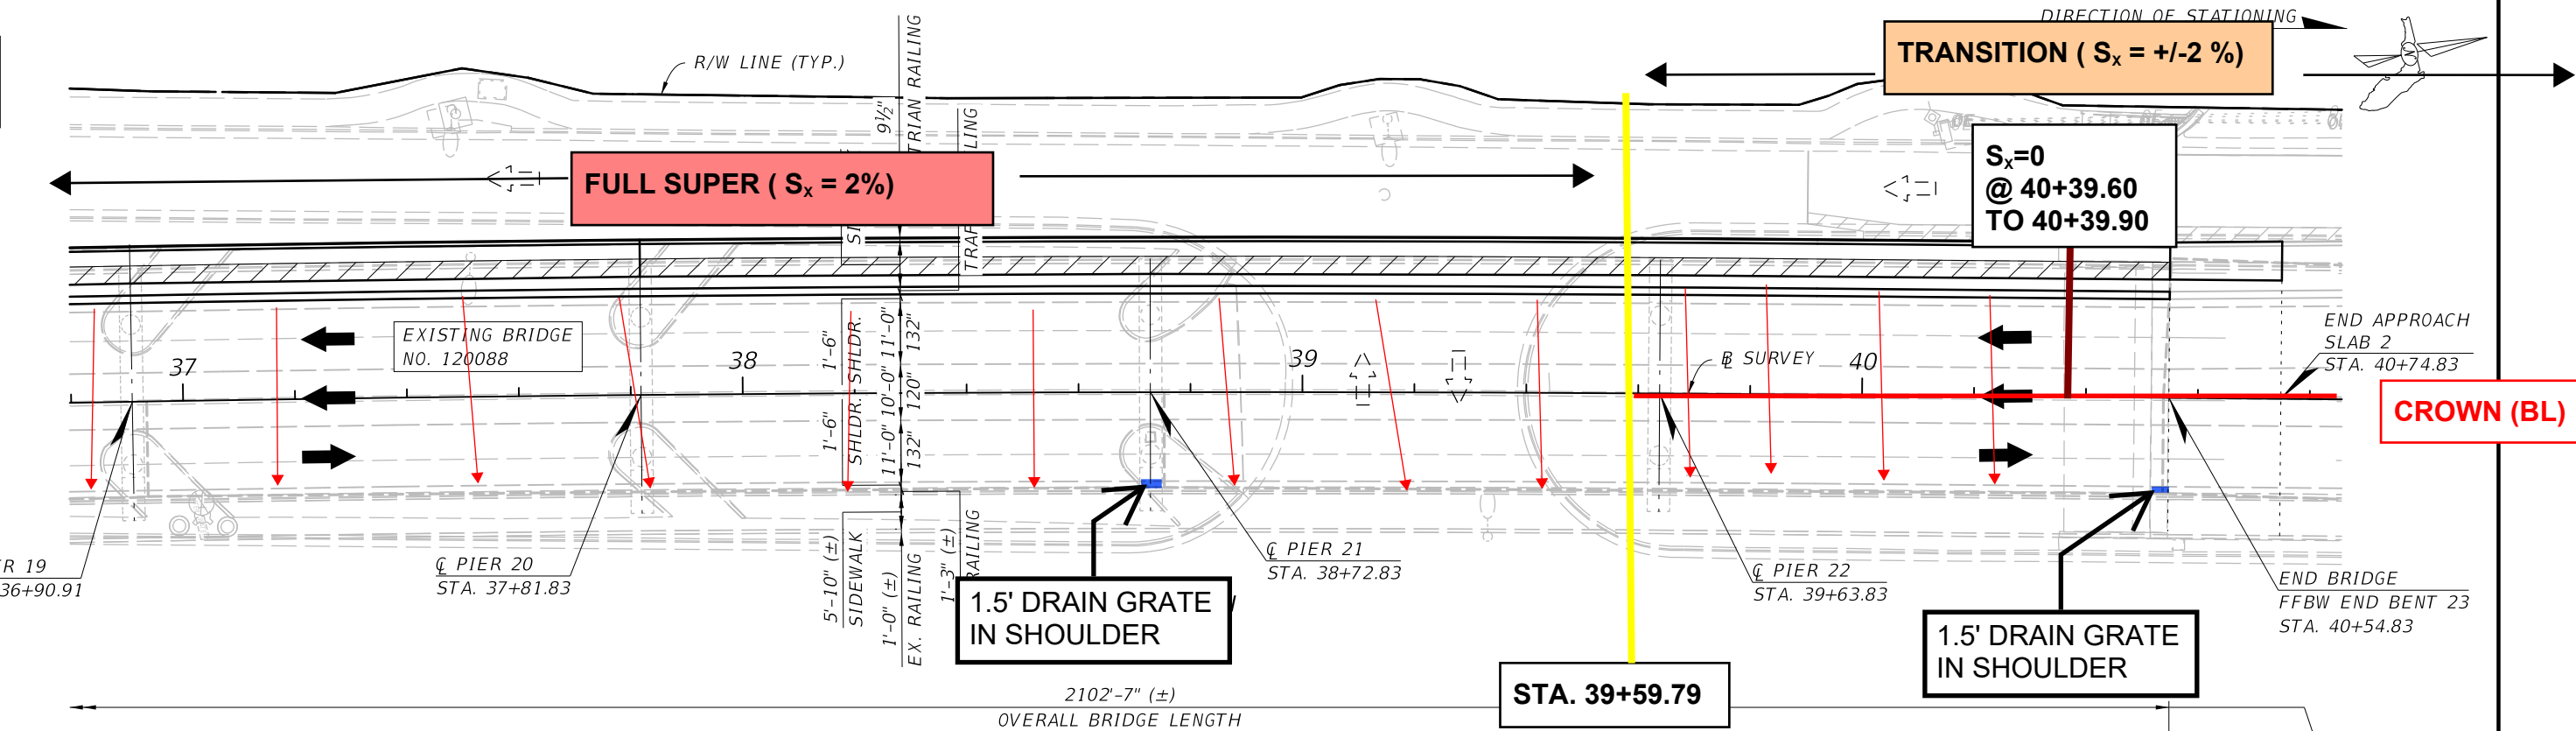 DIRECTION OF STATIONING
R/W LINE (TYP.)
TRANSITION ( Sx = +/-2 %)
FULL SUPER ( Sx = 2%)
Sx=0
@ 40+39.60
TO 40+39.90
9½"
TRIAN RAILING
EXISTING BRIDGE
NO. 120088
37
38
39
40
℄ SURVEY
END APPROACH
SLAB 2
STA. 40+74.83
CROWN (BL)
1'-6"
SHLDR.
11'-0"
132"
10'-0"
120"
1'-6"
SHLDR.
11'-0"
132"
5'-10" (±)
SIDEWALK
1'-0" (±)
EX. RAILING
1'-3" (±)
RAILING
R 19
36+90.91
℄ PIER 20
STA. 37+81.83
℄ PIER 21
STA. 38+72.83
℄ PIER 22
STA. 39+63.83
END BRIDGE
FFBW END BENT 23
STA. 40+54.83
1.5' DRAIN GRATE
IN SHOULDER
1.5' DRAIN GRATE
IN SHOULDER
STA. 39+59.79
2102'-7" (±)
OVERALL BRIDGE LENGTH